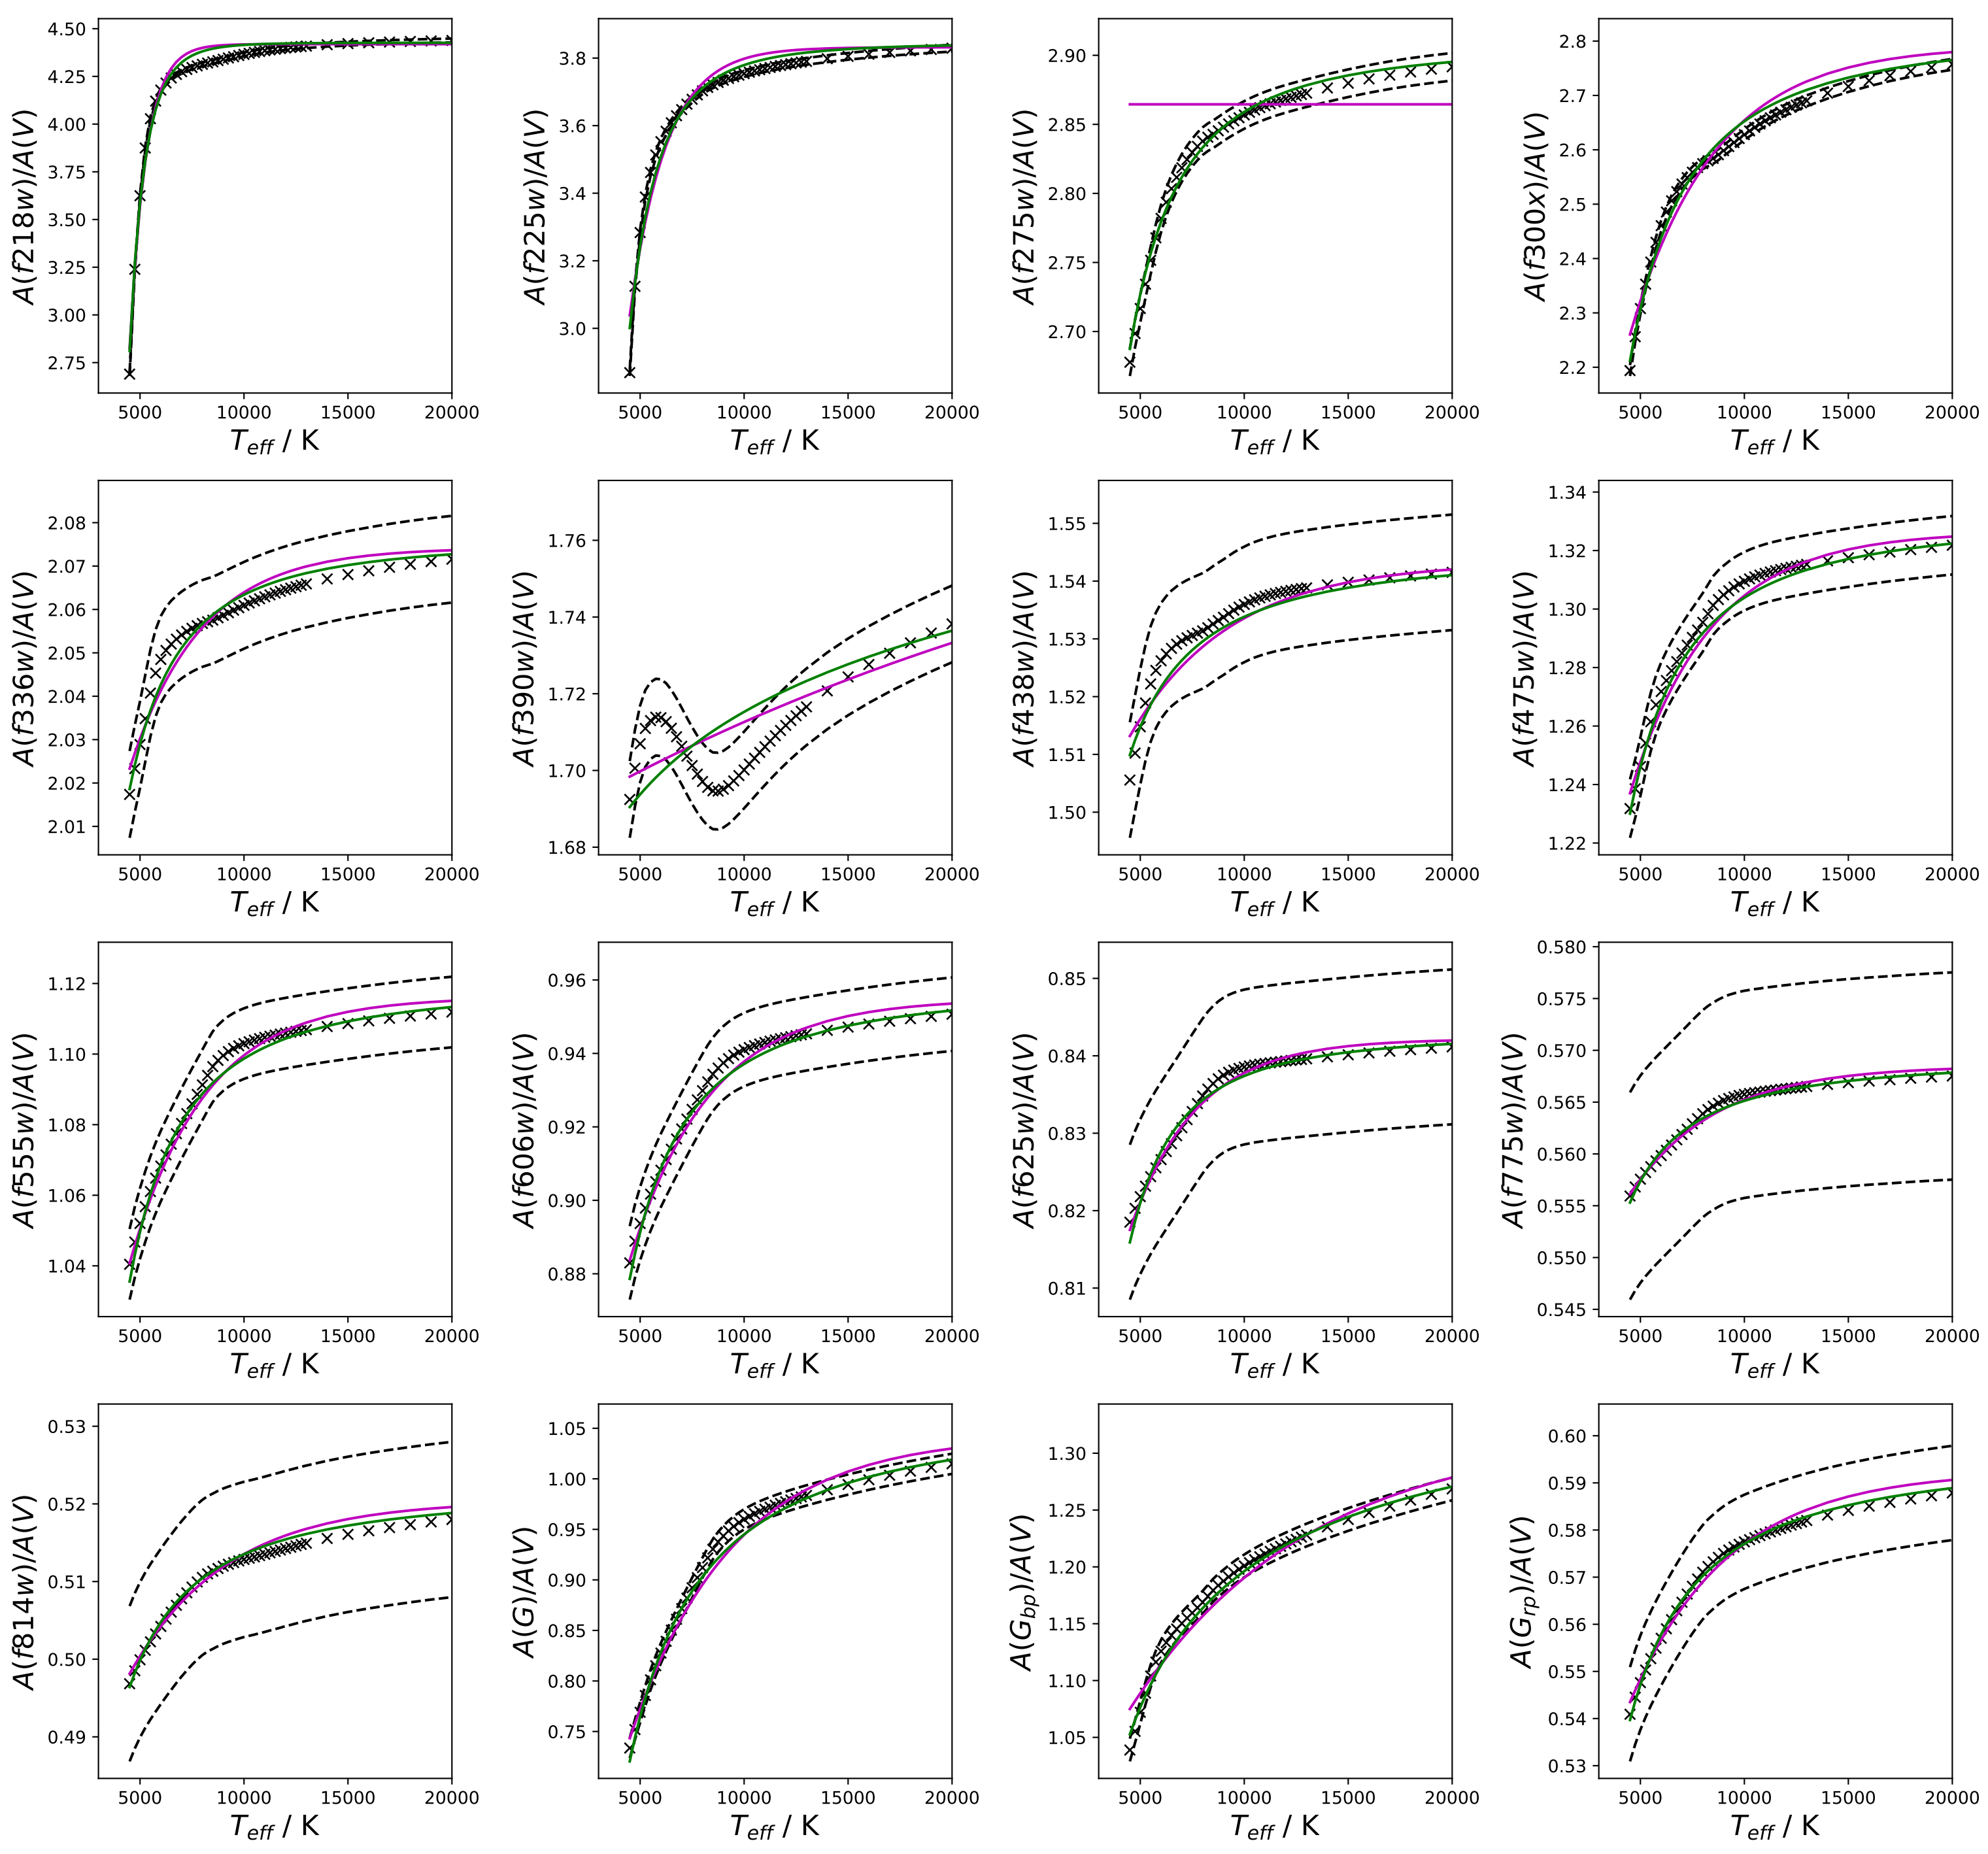 A(f218w)/A(V)
4.50
4.25
4.00
3.75
3.50
3.25
3.00
2.75
5000 10000 15000 20000
T_eff / K
A(f225w)/A(V)
3.8
3.6
3.4
3.2
3.0
5000 10000 15000 20000
T_eff / K
A(f275w)/A(V)
2.90
2.85
2.80
2.75
2.70
5000 10000 15000 20000
T_eff / K
A(f300x)/A(V)
2.8
2.7
2.6
2.5
2.4
2.3
2.2
5000 10000 15000 20000
T_eff / K
A(f336w)/A(V)
2.08
2.07
2.06
2.05
2.04
2.03
2.02
2.01
5000 10000 15000 20000
T_eff / K
A(f390w)/A(V)
1.76
1.74
1.72
1.70
1.68
5000 10000 15000 20000
T_eff / K
A(f438w)/A(V)
1.55
1.54
1.53
1.52
1.51
1.50
5000 10000 15000 20000
T_eff / K
A(f475w)/A(V)
1.34
1.32
1.30
1.28
1.26
1.24
1.22
5000 10000 15000 20000
T_eff / K
A(f555w)/A(V)
1.12
1.10
1.08
1.06
1.04
5000 10000 15000 20000
T_eff / K
A(f606w)/A(V)
0.96
0.94
0.92
0.90
0.88
5000 10000 15000 20000
T_eff / K
A(f625w)/A(V)
0.85
0.84
0.83
0.82
0.81
5000 10000 15000 20000
T_eff / K
A(f775w)/A(V)
0.580
0.575
0.570
0.565
0.560
0.555
0.550
0.545
5000 10000 15000 20000
T_eff / K
A(f814w)/A(V)
0.53
0.52
0.51
0.50
0.49
5000 10000 15000 20000
T_eff / K
A(G)/A(V)
1.05
1.00
0.95
0.90
0.85
0.80
0.75
5000 10000 15000 20000
T_eff / K
A(G_bp)/A(V)
1.30
1.25
1.20
1.15
1.10
1.05
5000 10000 15000 20000
T_eff / K
A(G_rp)/A(V)
0.60
0.59
0.58
0.57
0.56
0.55
0.54
0.53
5000 10000 15000 20000
T_eff / K